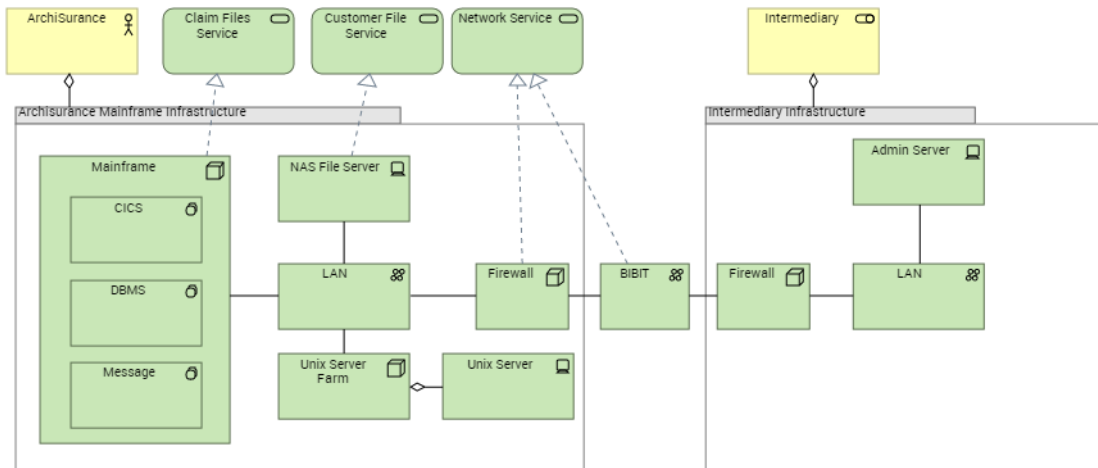 ArchiSurance
Claim Files
Service
Customer File
Service
Network Service
Intermediary
Archisurance Mainframe Infrastructure
Intermediary Infrastructure
Mainframe
NAS File Server
Admin Server
CICS
LAN
Firewall
BIBIT
Firewall
LAN
DBMS
Unix Server
Farm
Unix Server
Message